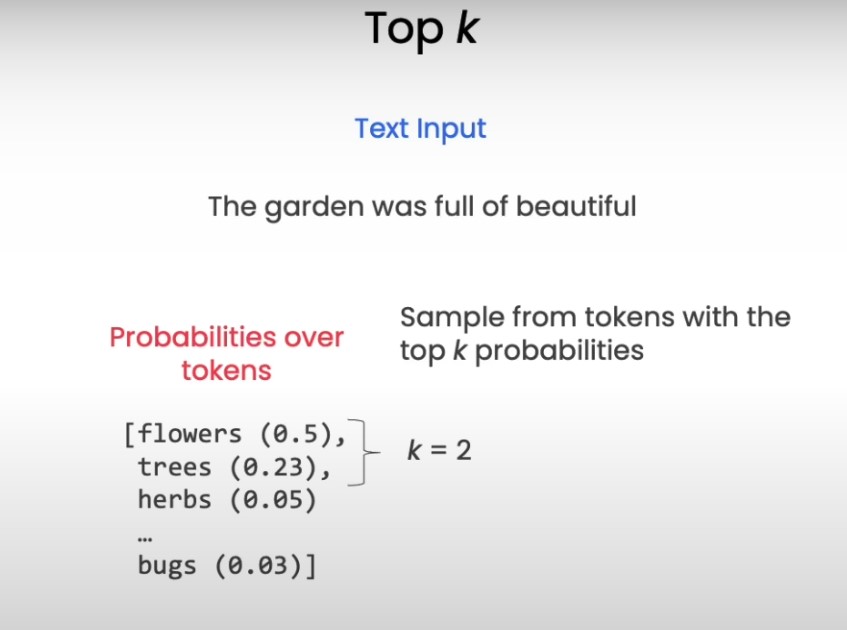 Top k
Text Input
The garden was full of beautiful
Probabilities over
tokens
Sample from tokens with the
top k probabilities
[flowers (0.5),
trees (0.23),
herbs (0.05)
…
bugs (0.03)]
k = 2